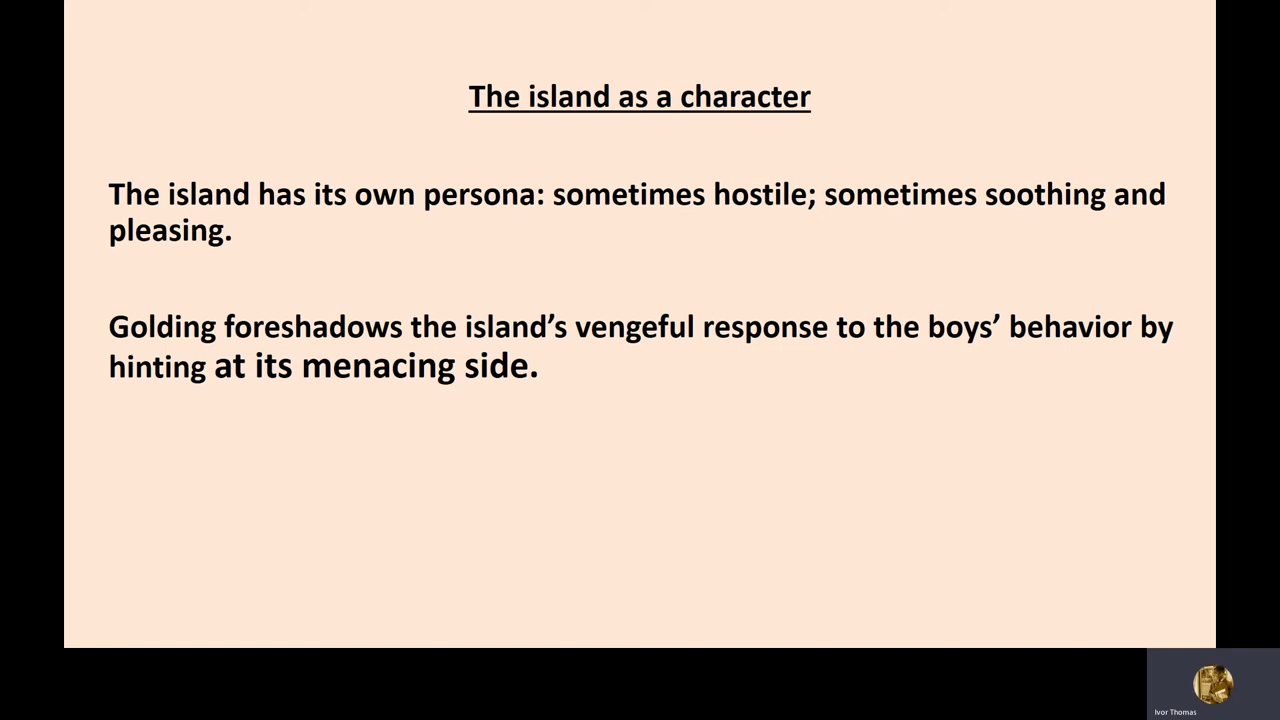 The island as a character
The island has its own persona: sometimes hostile; sometimes soothing and
pleasing.
Golding foreshadows the island’s vengeful response to the boys’ behavior by
hinting at its menacing side.
Ivor Thomas